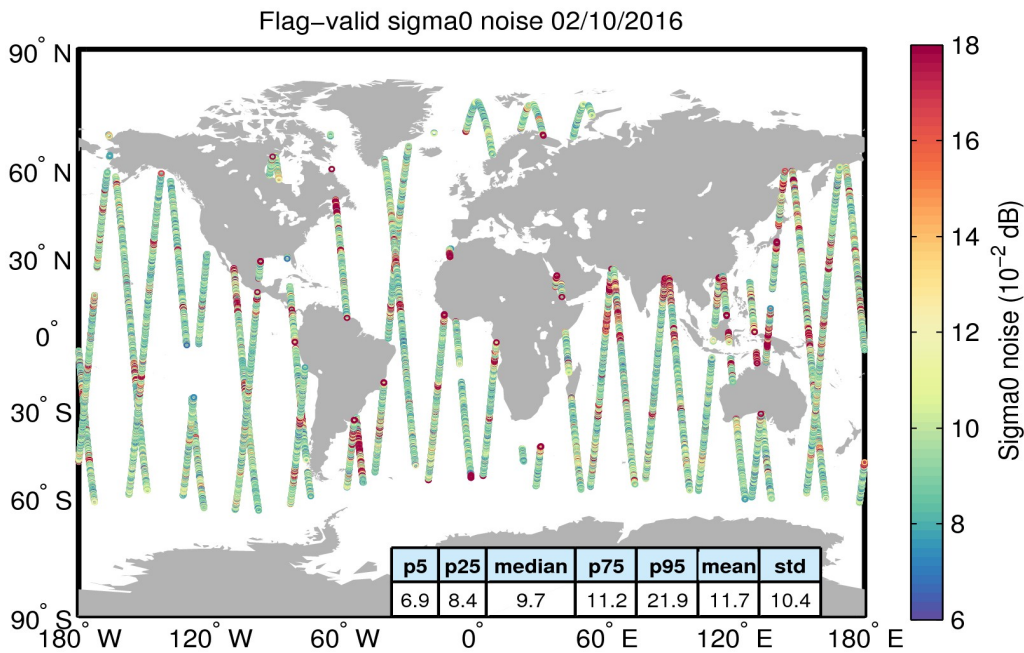 Flag−valid sigma0 noise 02/10/2016
90° N
60° N
30° N
0°
30° S
60° S
90° S
180° W
120° W
60° W
0°
60° E
120° E
180° E
p5 p25 median p75 p95 mean std
6.9 8.4 9.7 11.2 21.9 11.7 10.4
18
16
14
12
10
8
6
Sigma0 noise (10⁻² dB)